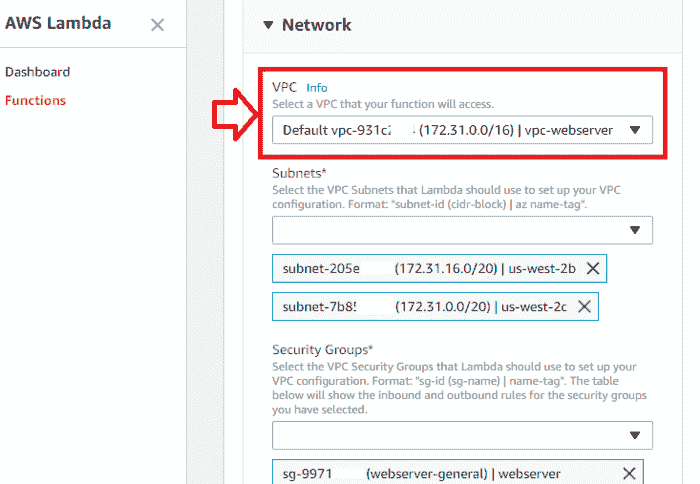 AWS Lambda
Dashboard
Functions
Network
VPC Info
Select a VPC that your function will access.
Default vpc-931c (172.31.0.0/16) | vpc-webserver
Subnets*
Select the VPC Subnets that Lambda should use to set up your VPC
configuration. Format: "subnet-id (cidr-block) | az name-tag".
subnet-205e (172.31.16.0/20) | us-west-2b
subnet-7b8 (172.31.0.0/20) | us-west-2c
Security Groups*
Select the VPC Security Groups that Lambda should use to set up your
VPC configuration. Format: "sg-id (sg-name) | name-tag". The table
below will show the inbound and outbound rules for the security groups
you have selected.
sg-9971 (webserver-general) | webserver